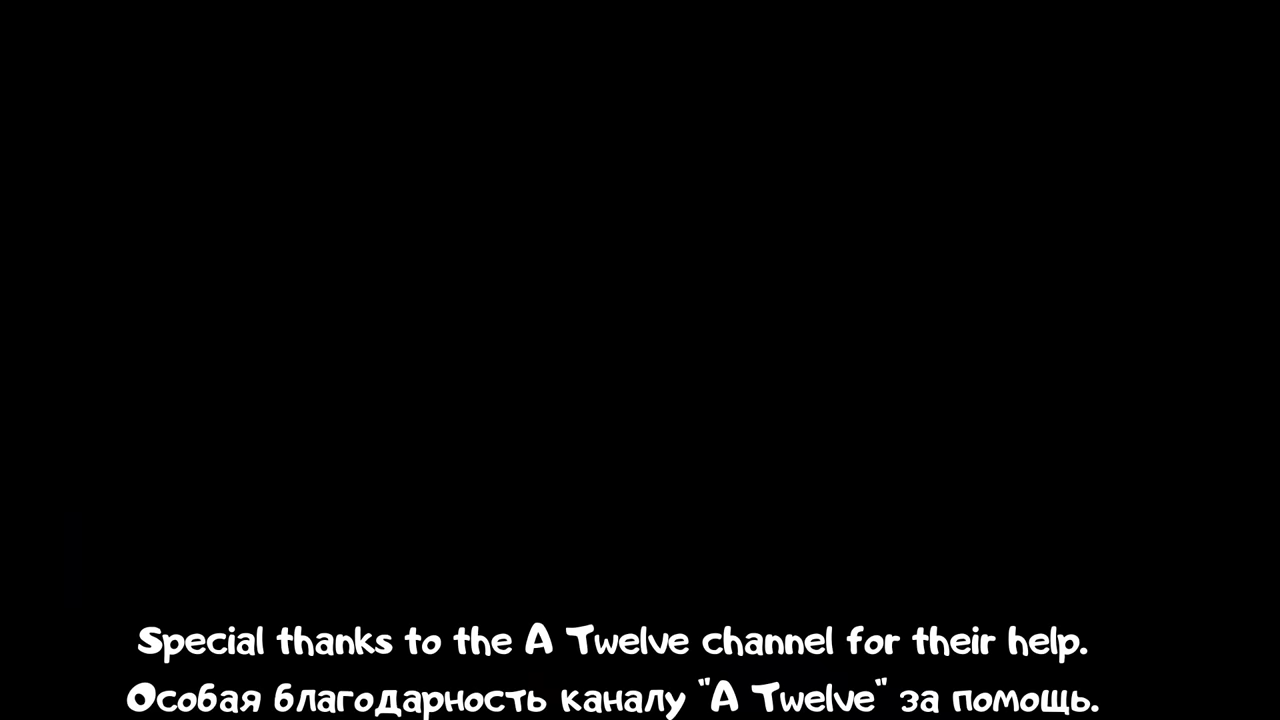 Special thanks to the A Twelve channel for their help.
Особая благодарность каналу "A Twelve" за помощь.